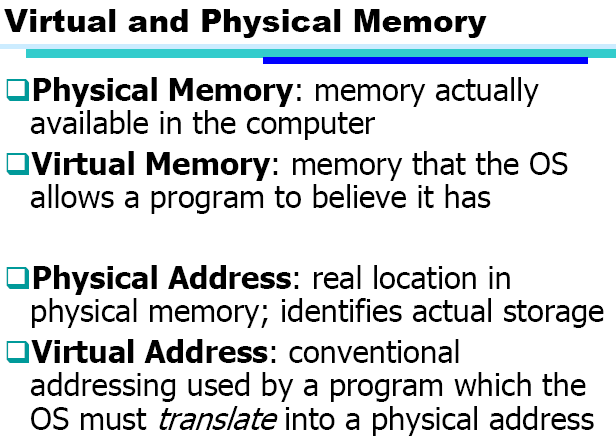 Virtual and Physical Memory
Physical Memory: memory actually
available in the computer
Virtual Memory: memory that the OS
allows a program to believe it has
Physical Address: real location in
physical memory; identifies actual storage
Virtual Address: conventional
addressing used by a program which the
OS must translate into a physical address